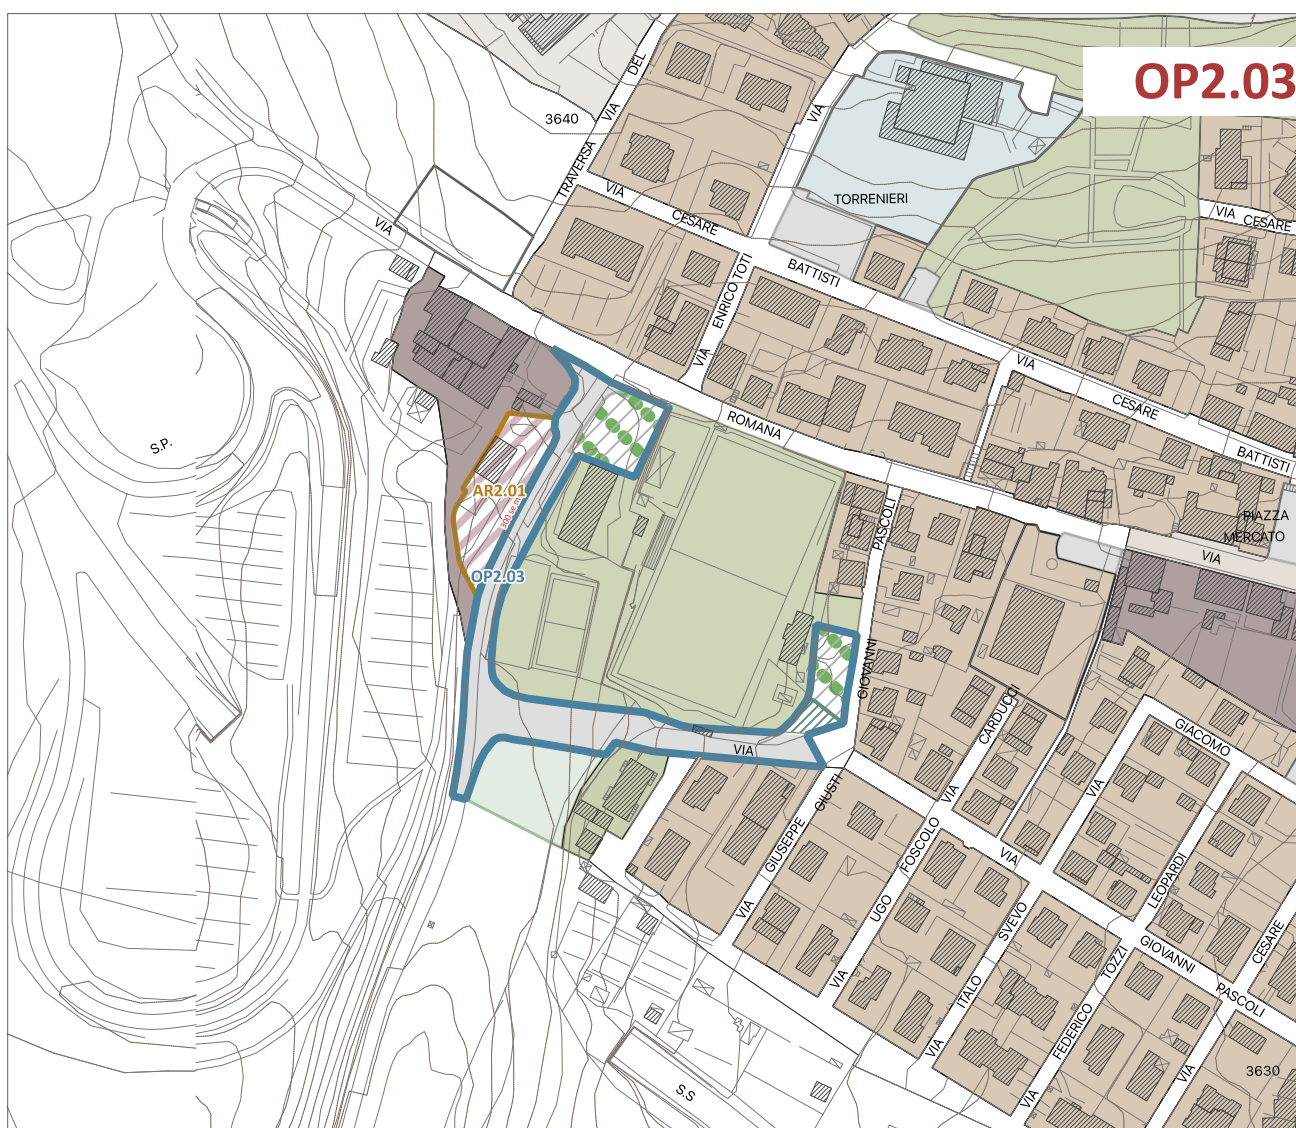 OP2.03
3640
TRAVERSA VIA DEL
VIA
VIA
VIA CESARE BATTISTI
TORRENIERI
VIA CESARE
VIA ENRICO TOTI
VIA ROMANA
VIA CESARE BATTISTI
S.P.
AR2.01
300 se m
OP2.03
PIAZZA
MERCATO
VIA
PASCOLI
GIOVANNI
VIA
VIA GIUSEPPE GIUSTI
VIA UGO FOSCOLO
VIA CARDUCCI
VIA GIACOMO LEOPARDI
VIA GIOVANNI PASCOLI
VIA ITALO SVEVO
VIA FEDERICO TOZZI
VIA CESARE
S.S
3630